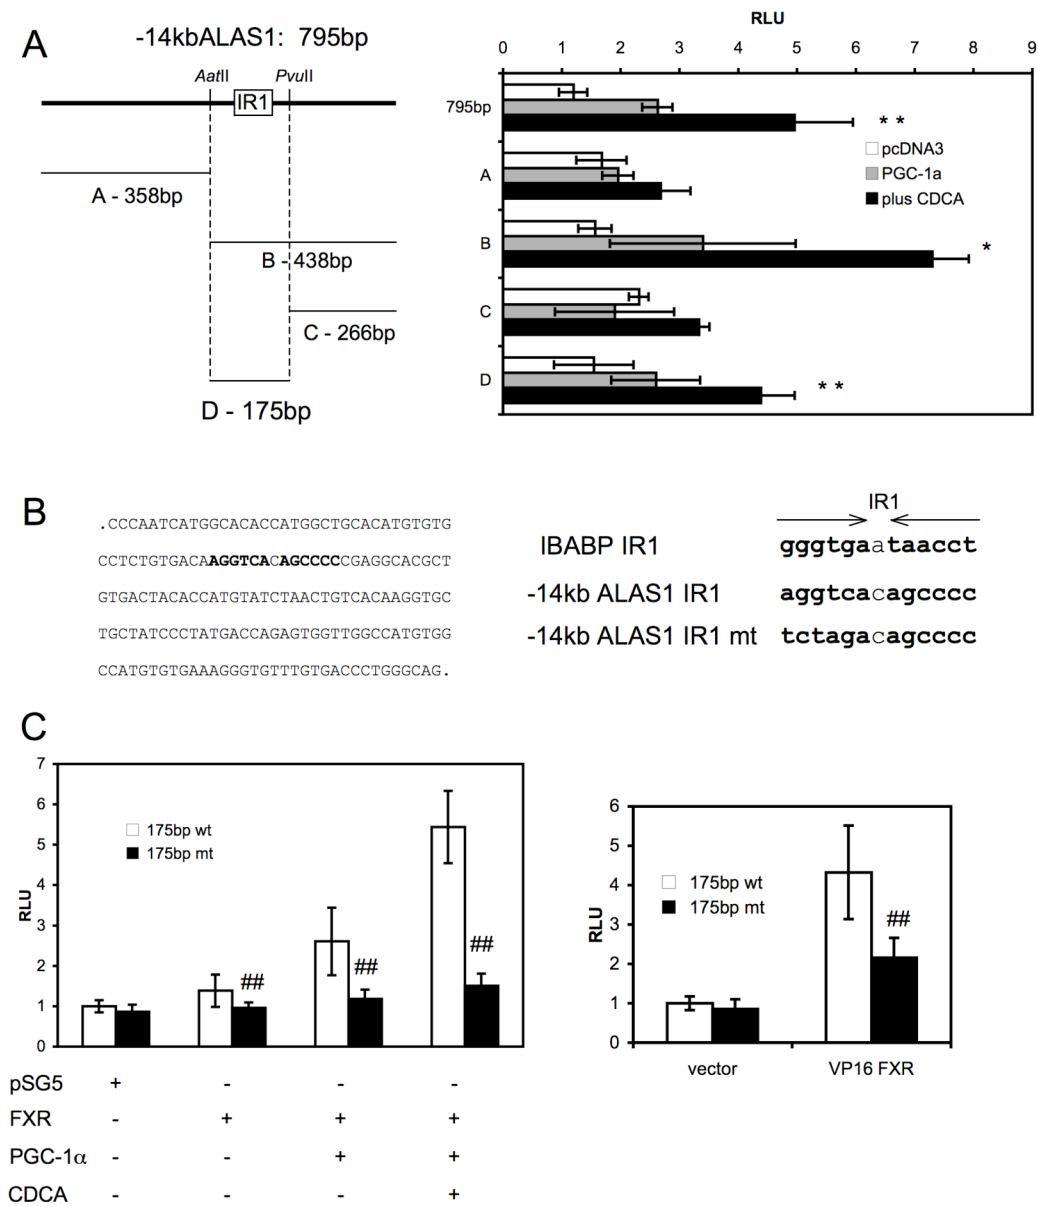 A
-14kbALAS1: 795bp
AatII PvuII
IR1
A - 358bp
B - 438bp
C - 266bp
D - 175bp
RLU
0 1 2 3 4 5 6 7 8 9
795bp
* *
A
B
*
C
D
* *
pcDNA3
PGC-1a
plus CDCA
B
.CCCAATCATGGCACACCATGGCTGCACATGTGTG
CCTCTGTGACAAGGTCACAGCCCCCGAGGCACGCT
GTGACTACACCATGTATCTAACTGTCACAAGGTGC
TGCTATCCCTATGACCAGAGTGGTTGGCCATGTGG
CCATGTGTGAAAGGGTGTTTGTGACCCTGGGCAG.
IR1
IBABP IR1 gggtgaataacct
-14kb ALAS1 IR1 aggtcacagcccc
-14kb ALAS1 IR1 mt tctagacagcccc
C
7
6
5
4
3
2
1
0
RLU
175bp wt
175bp mt
##
##
##
pSG5 + - - -
FXR - + + +
PGC-1α - - + +
CDCA - - - +
6
5
4
3
2
1
0
RLU
175bp wt
175bp mt
##
vector VP16 FXR